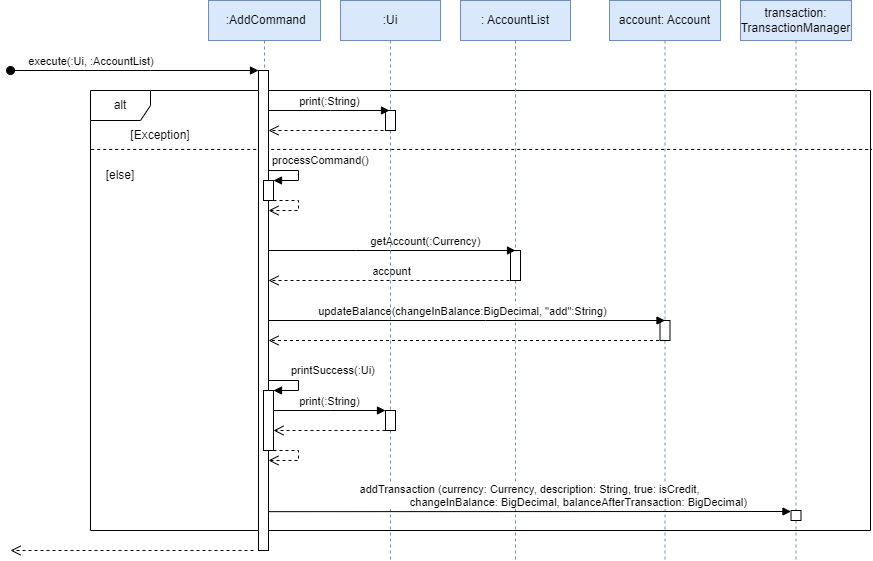 :AddCommand
:Ui
: AccountList
account: Account
transaction:
TransactionManager
execute(:Ui, :AccountList)
alt
print(:String)
[Exception]
processCommand()
[else]
getAccount(:Currency)
account
updateBalance(changeInBalance:BigDecimal, "add":String)
printSuccess(:Ui)
print(:String)
addTransaction (currency: Currency, description: String, true: isCredit,
changeInBalance: BigDecimal, balanceAfterTransaction: BigDecimal)